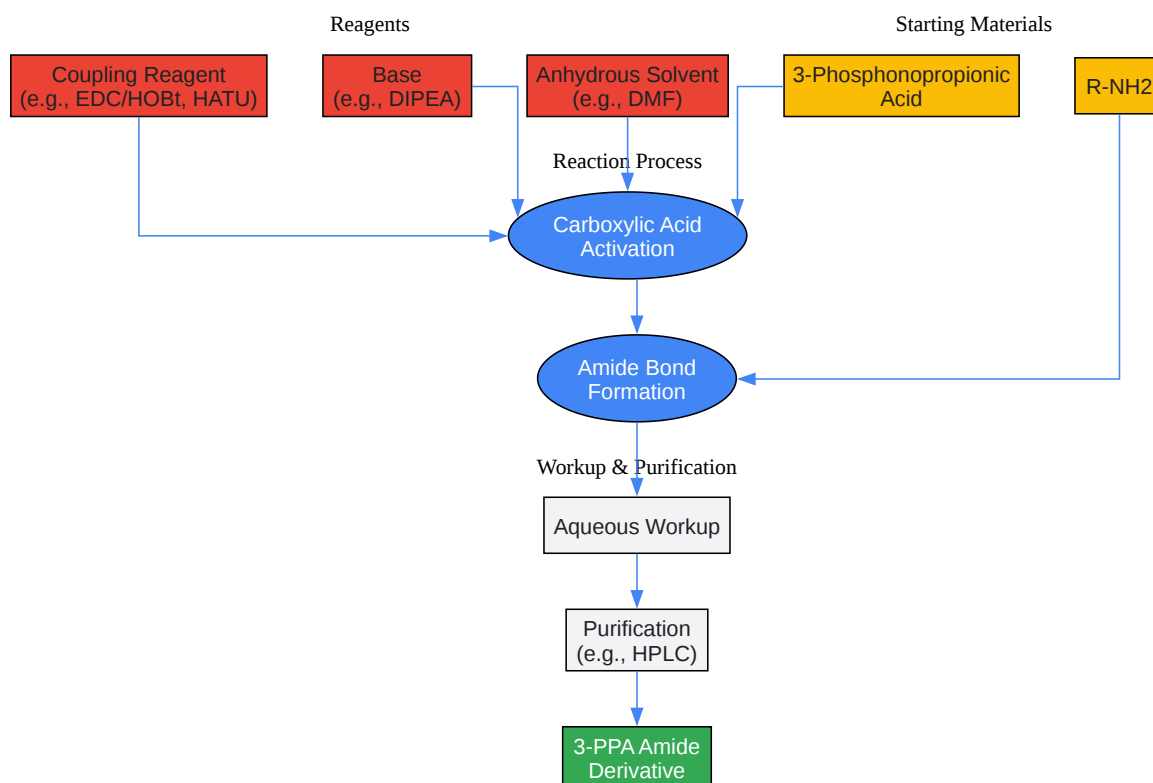 Reagents
Starting Materials
Coupling Reagent
(e.g., EDC/HOBt, HATU)
Base
(e.g., DIPEA)
Anhydrous Solvent
(e.g., DMF)
3-Phosphonopropionic
Acid
R-NH2
Reaction Process
Carboxylic Acid
Activation
Amide Bond
Formation
Workup & Purification
Aqueous Workup
Purification
(e.g., HPLC)
3-PPA Amide
Derivative